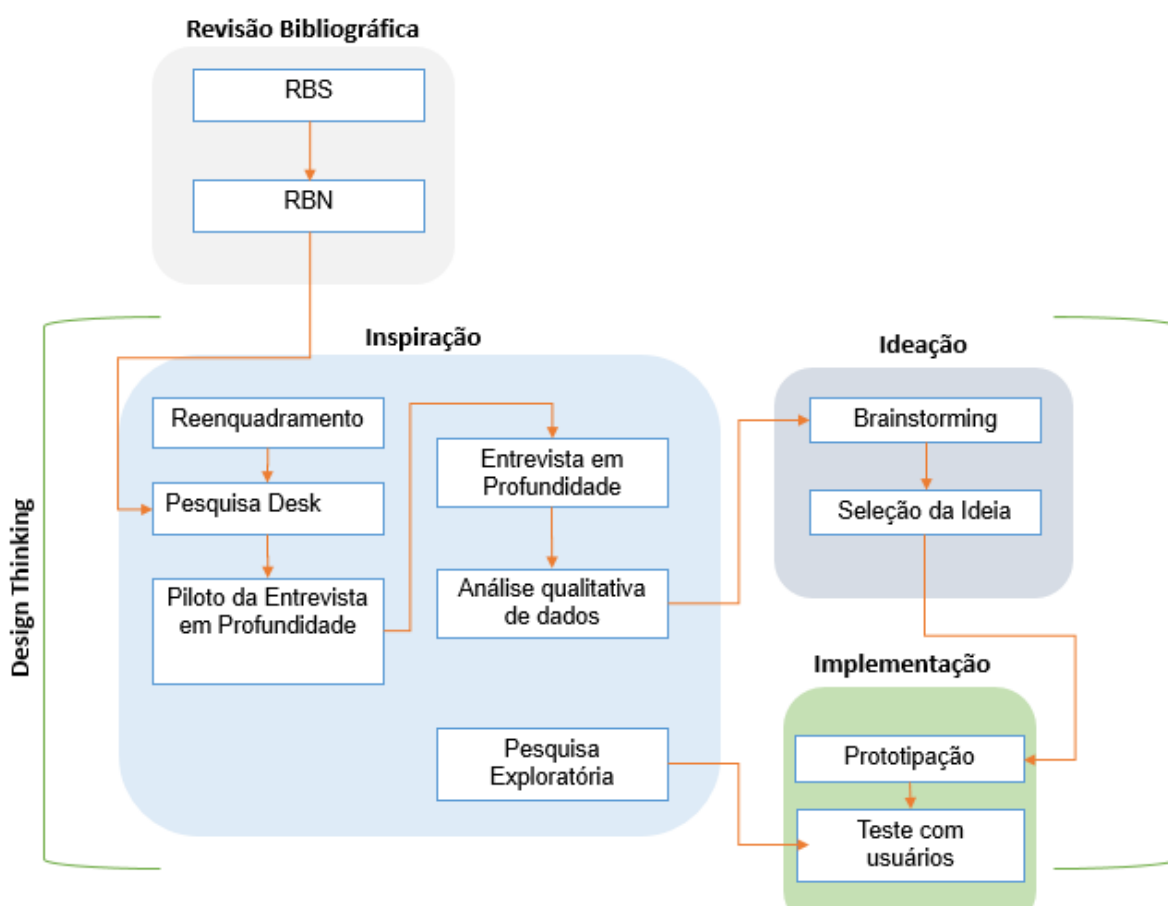 Revisão Bibliográfica
RBS
RBN
Design Thinking
Inspiração
Reenquadramento
Pesquisa Desk
Piloto da Entrevista
em Profundidade
Entrevista em
Profundidade
Análise qualitativa
de dados
Pesquisa
Exploratória
Ideação
Brainstorming
Seleção da Ideia
Implementação
Prototipação
Teste com
usuários